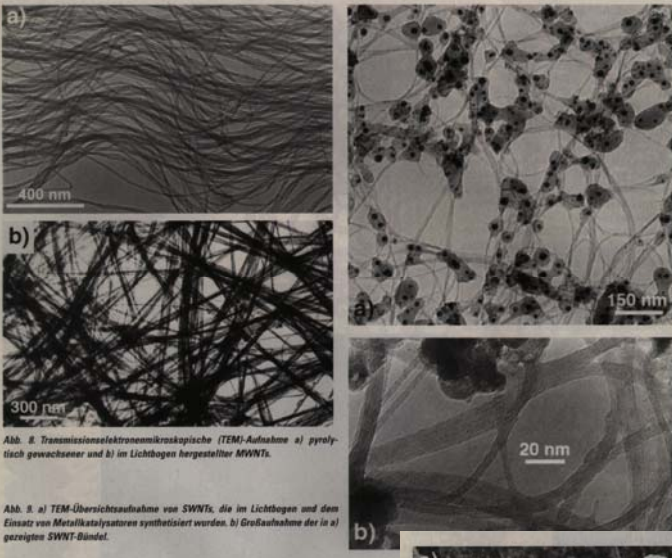 a)
400 nm
b)
300 nm
Abb. 8. Transmissionselektronenmikroskopische (TEM)-Aufnahme a) pyroly-
tisch gewachsener und b) im Lichtbogen hergestellter MWNTs.
Abb. 9. a) TEM-Übersichtsaufnahme von SWNTs, die im Lichtbogen und dem
Einsatz von Metallkatalysatoren synthetisiert wurden. b) Großaufnahme der in a)
gezeigten SWNT-Bündel.
a)
150 nm
20 nm
b)